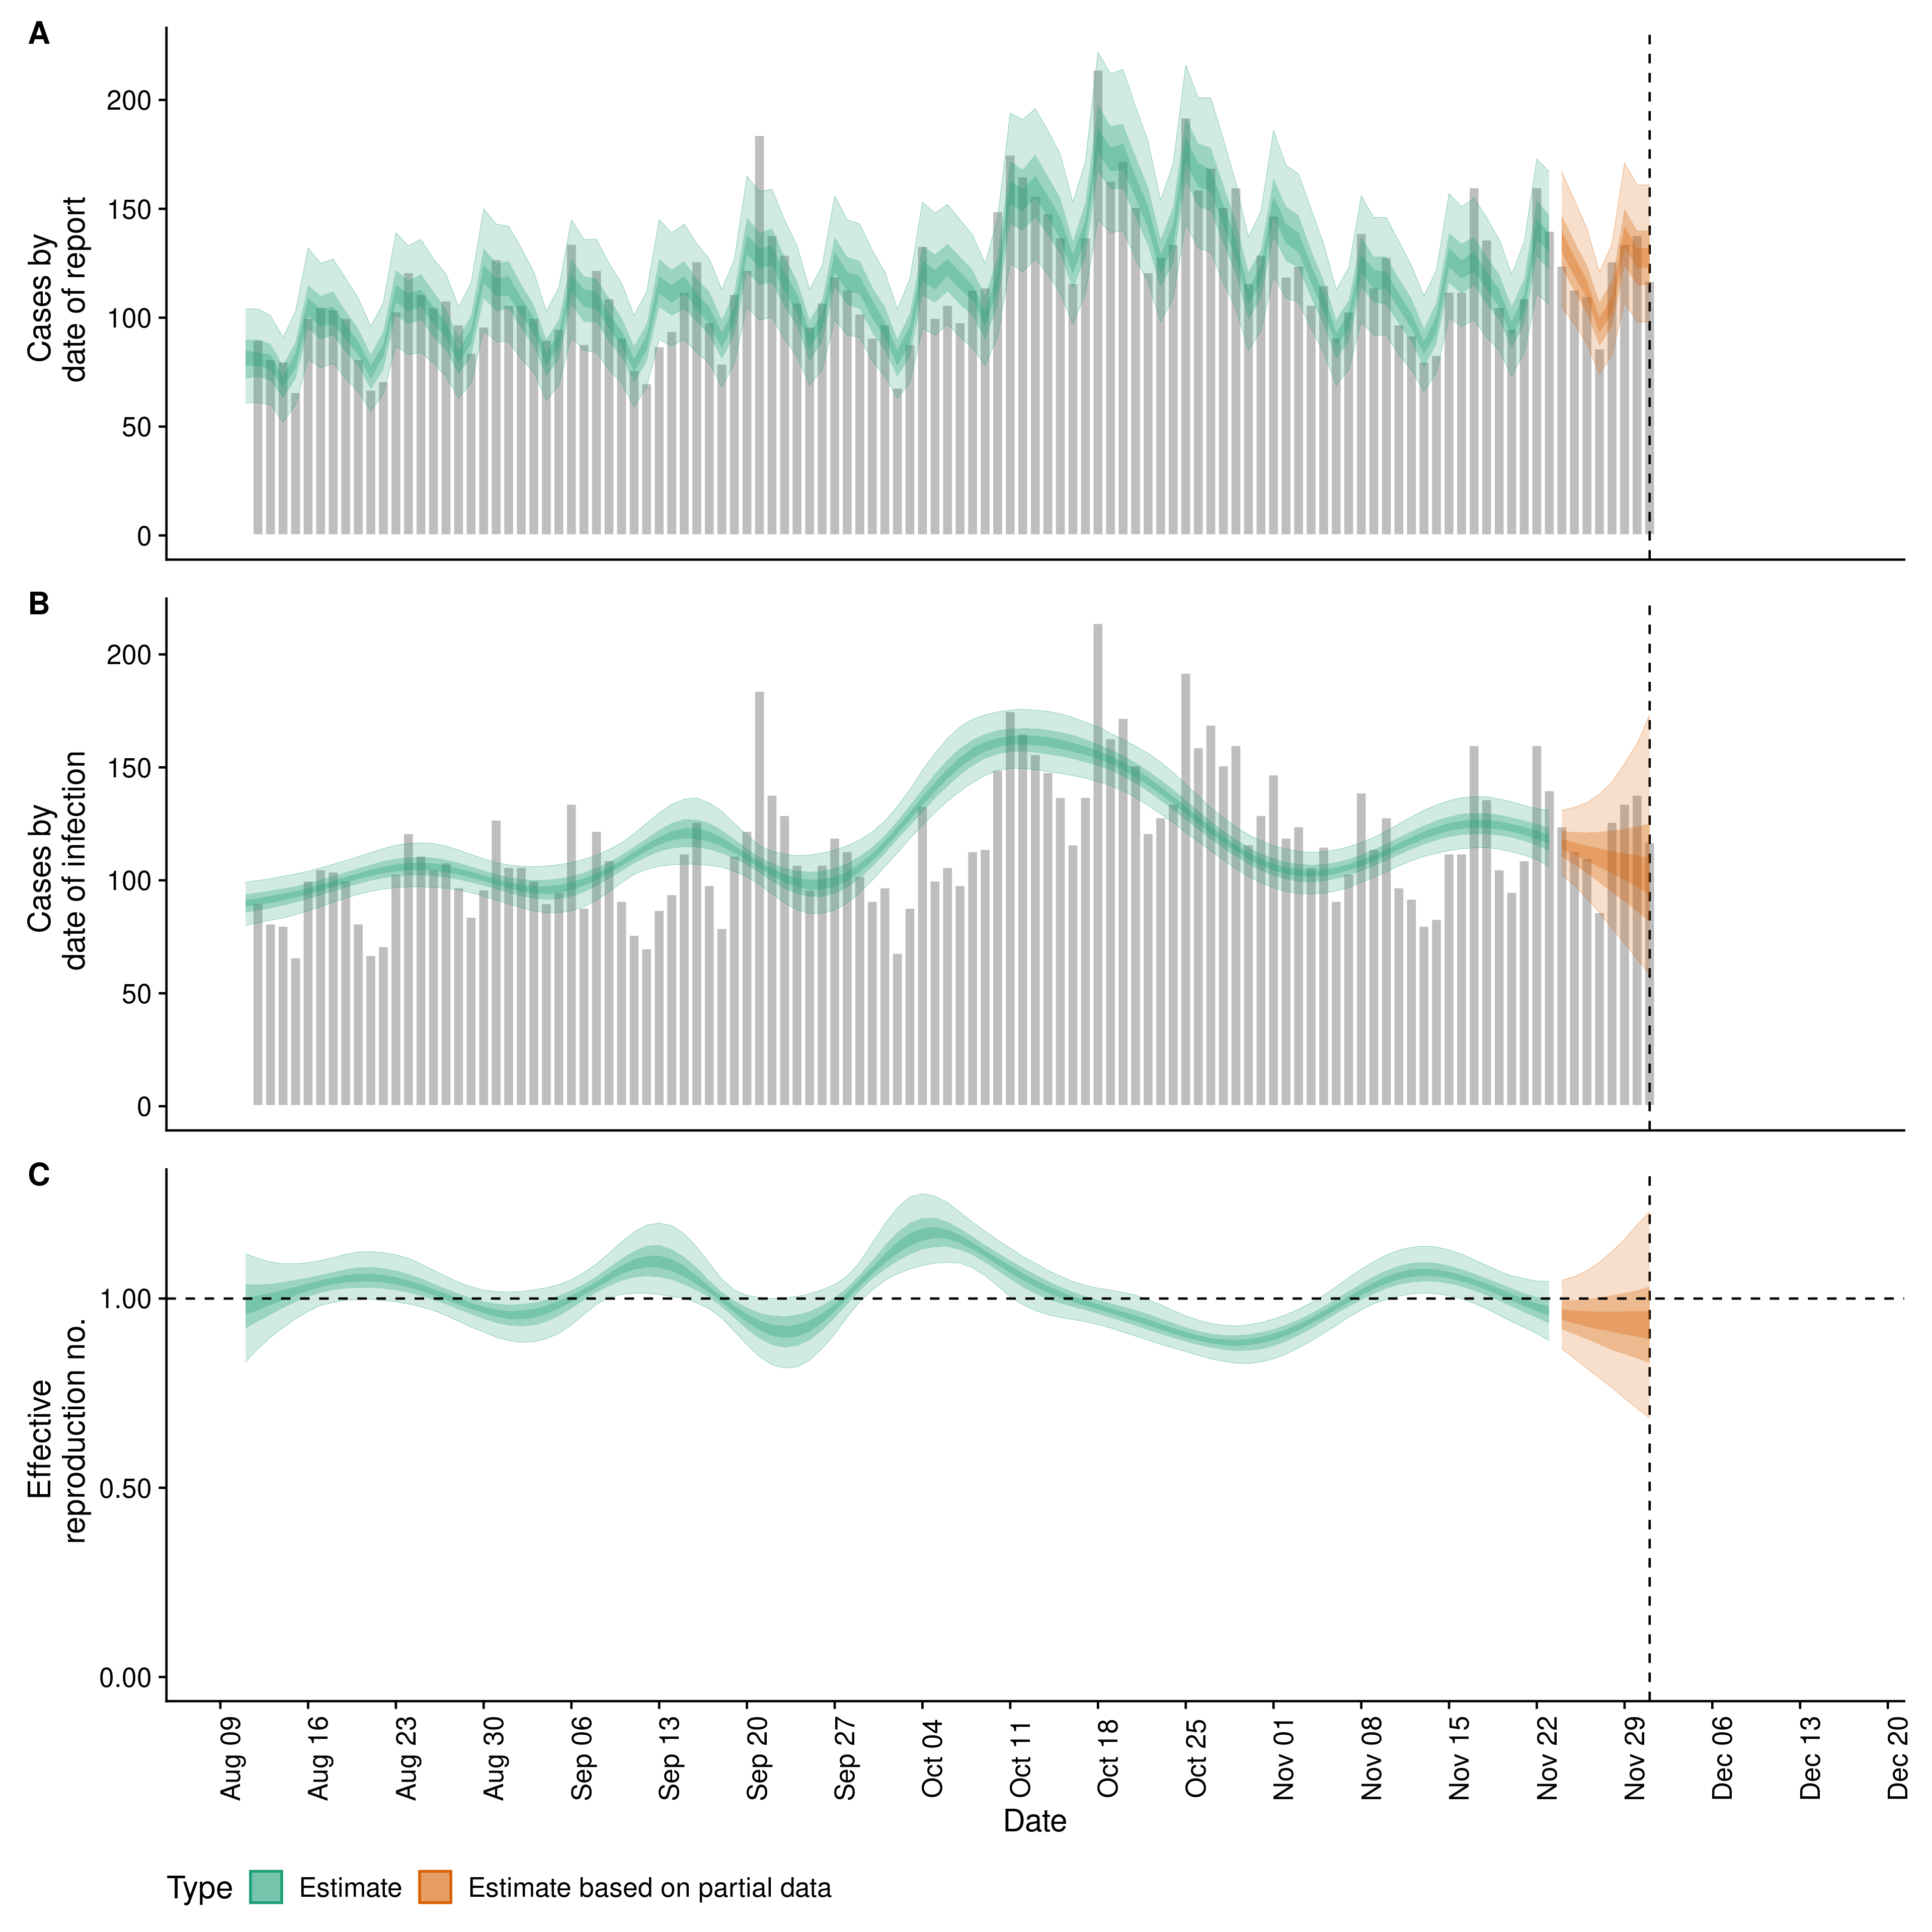 A
Cases by
date of report
200
150
100
50
0
B
Cases by
date of infection
200
150
100
50
0
C
Effective
reproduction no.
1.00
0.50
0.00
Aug 09
Aug 16
Aug 23
Aug 30
Sep 06
Sep 13
Sep 20
Sep 27
Oct 04
Oct 11
Oct 18
Oct 25
Nov 01
Nov 08
Nov 15
Nov 22
Nov 29
Dec 06
Dec 13
Dec 20
Date
Type Estimate Estimate based on partial data